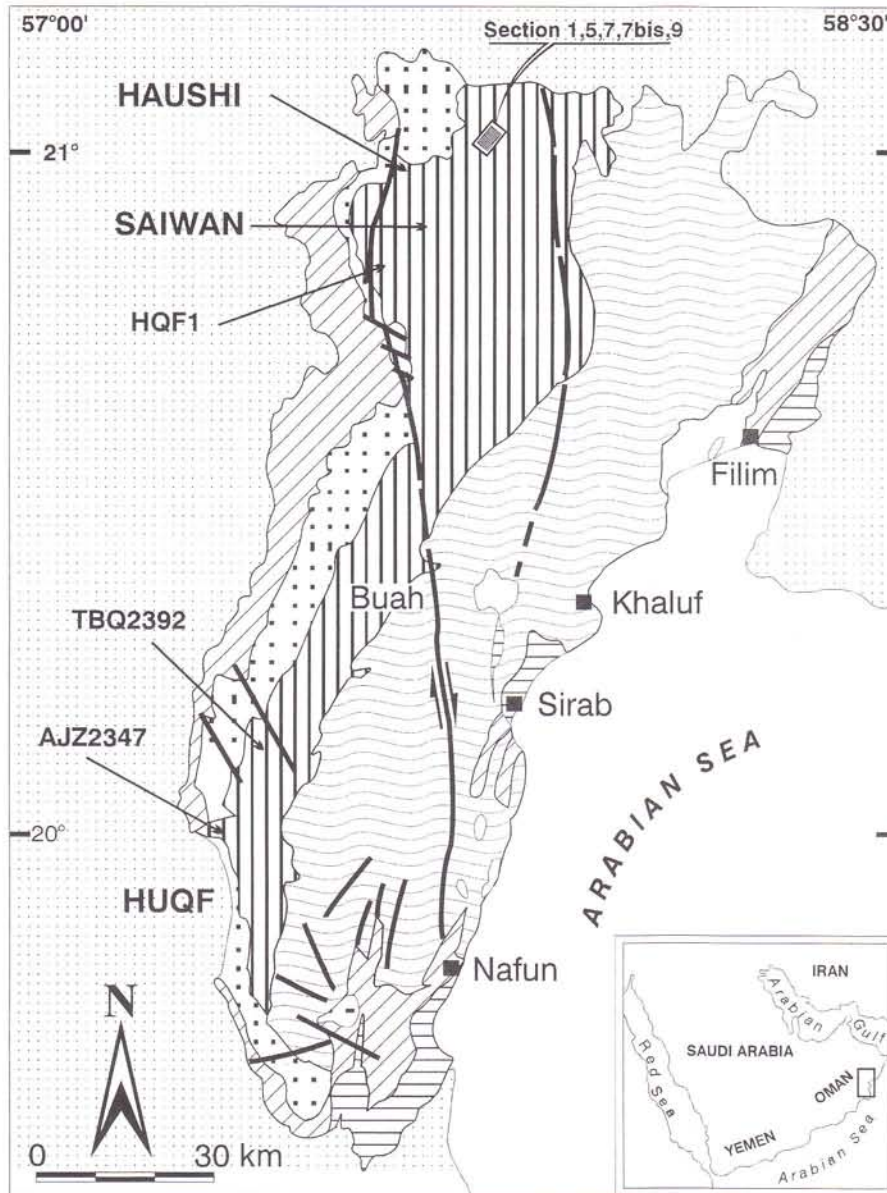 57°00'
58°30'
Section 1,5,7,7bis,9
HAUSHI
21°
SAIWAN
HQF1
Filim
TBQ2392
Buah
Khaluf
AJZ2347
Sirab
ARABIAN SEA
20°
HUQF
Nafun
N
0 30 km
IRAN
Arabian Gulf
SAUDI ARABIA
Red Sea
OMAN
YEMEN
Arabian Sea